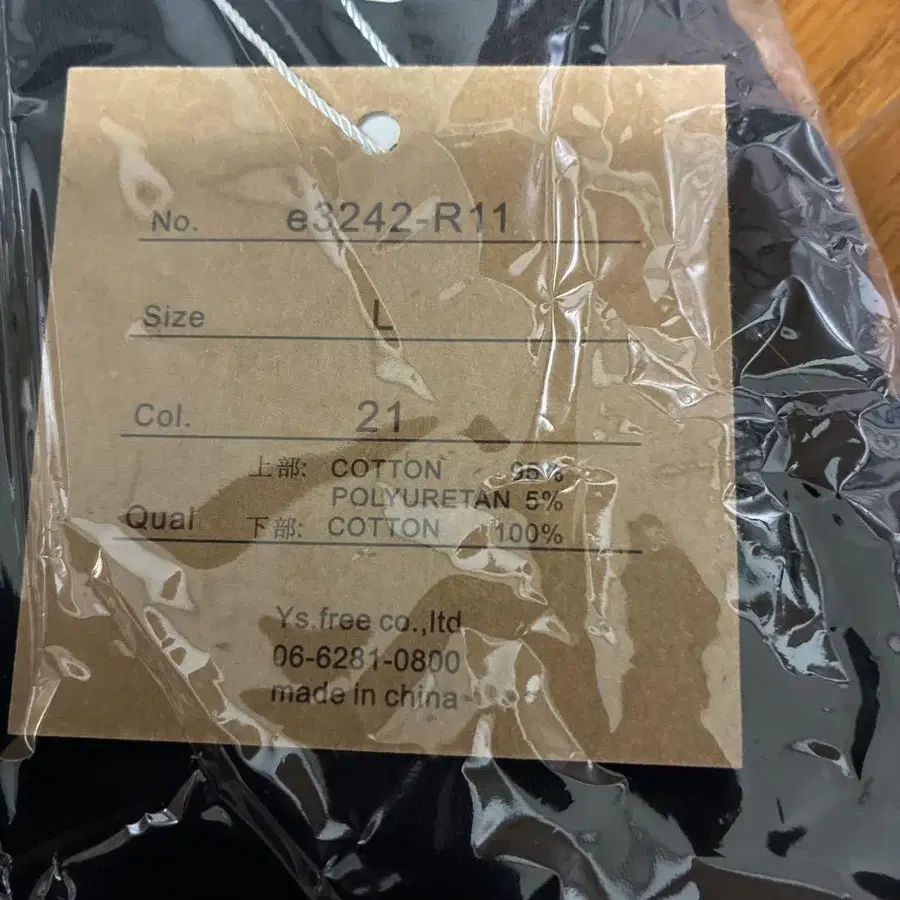 No. e3242-R11
Size L
Col. 21
上部: COTTON 95%
POLYURETAN 5%
Qual 下部: COTTON 100%
Ys.free co.,ltd
06-6281-0800
made in china